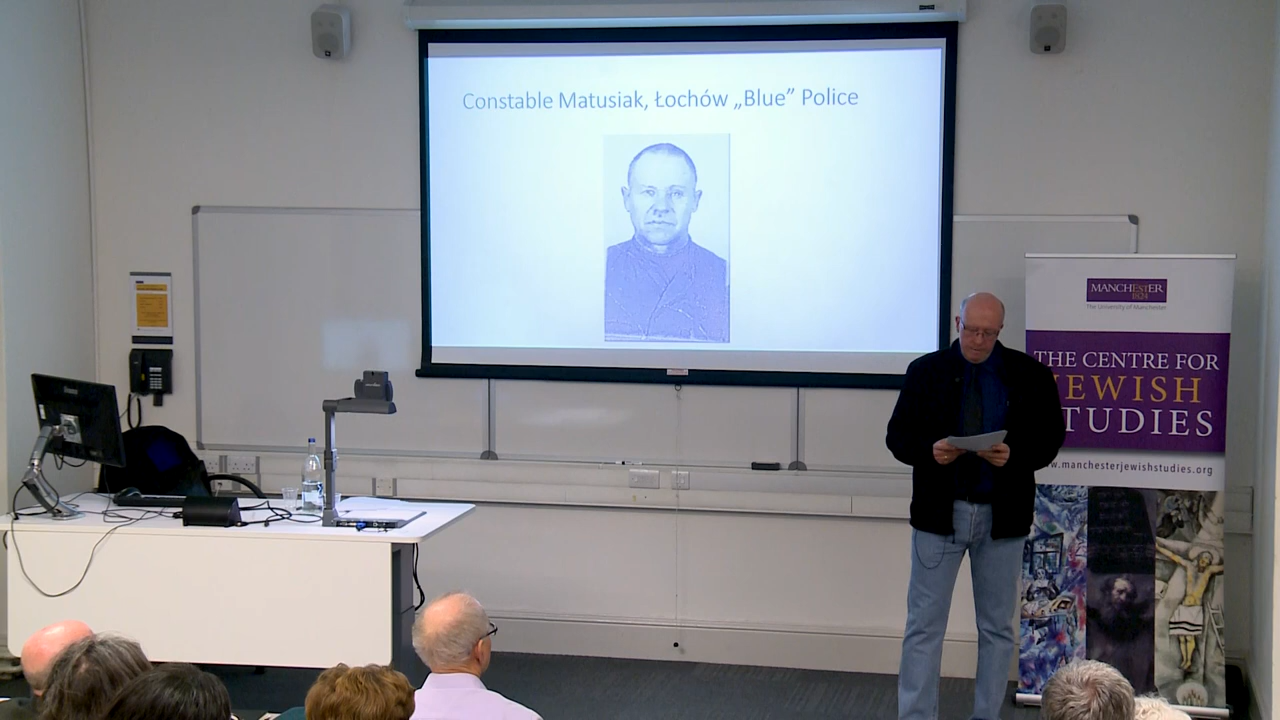 Constable Matusiak, Łochów „Blue” Police
MANCHESTER
1824
The University of Manchester
THE CENTRE FOR
JEWISH
STUDIES
www.manchesterjewishstudies.org